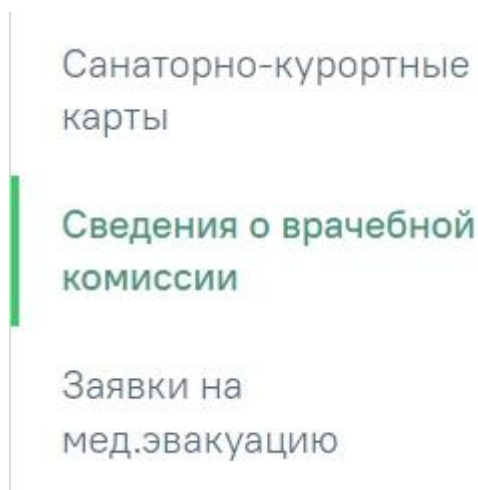 Санаторно-курортные
карты
Сведения о врачебной
комиссии
Заявки на
мед.эвакуацию